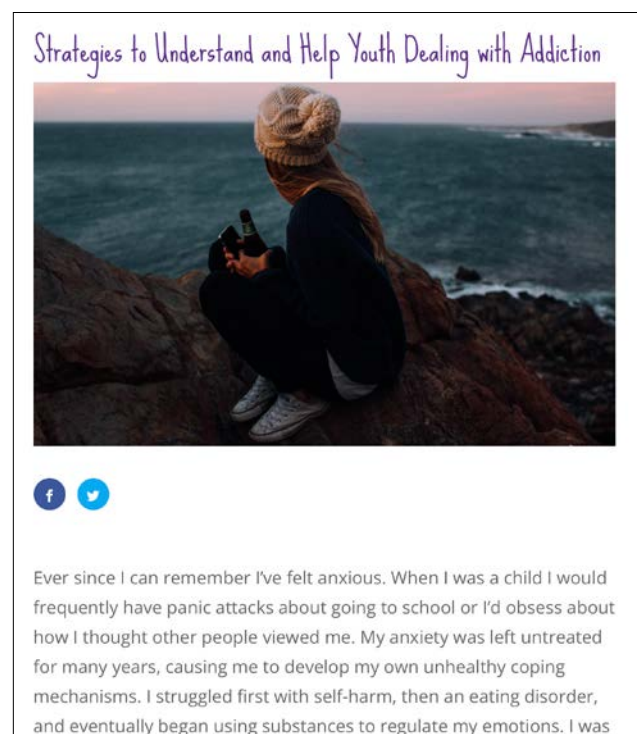 Strategies to Understand and Help Youth Dealing with Addiction
Ever since I can remember I've felt anxious. When I was a child I would
frequently have panic attacks about going to school or I'd obsess about
how I thought other people viewed me. My anxiety was left untreated
for many years, causing me to develop my own unhealthy coping
mechanisms. I struggled first with self-harm, then an eating disorder,
and eventually began using substances to regulate my emotions. I was